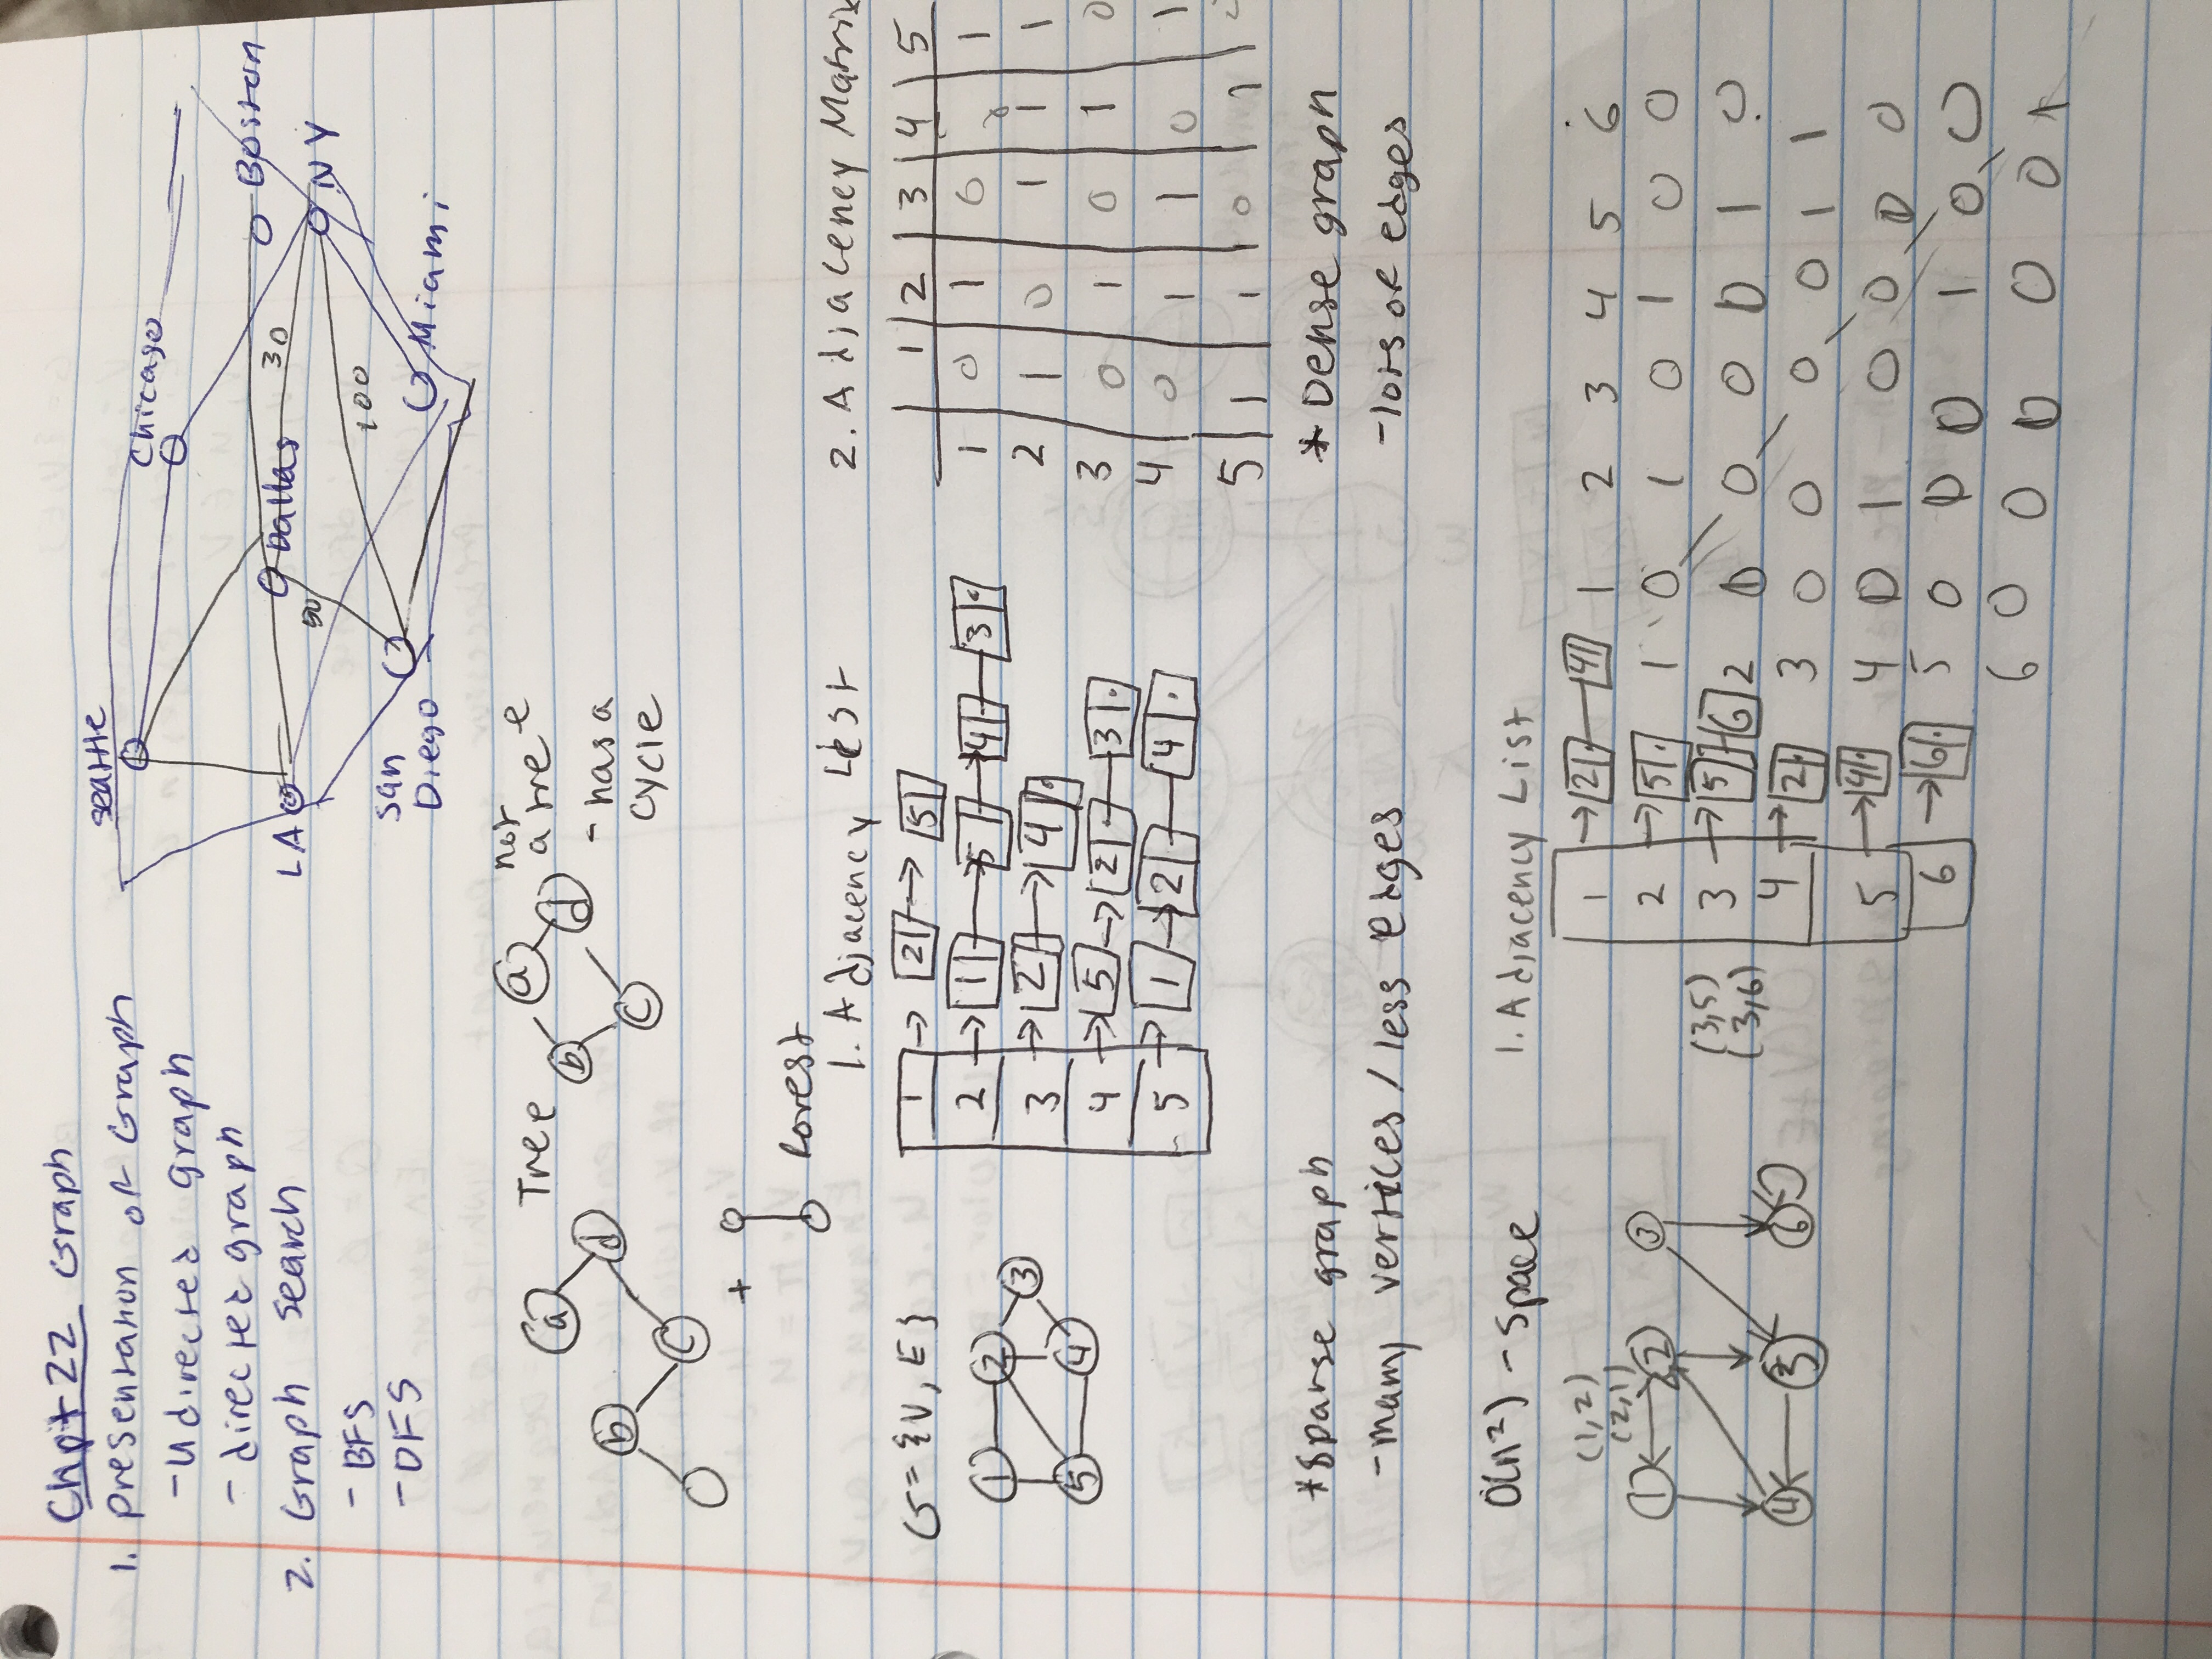 Chpt 22 Graph
1. presentation of Graph
- Udirected graph
- directed graph
2. Graph Search
- BFS
- DFS
seattle
Chicago
Boston
LA
Dallas
30
NY
50
100
San
Diego
Miami
a
Tree
b
d
c
a
b
d
c
not
a tree
- has a
cycle
+
forest
G = {V, E}
1 2 3
5 4
1. Adjacency List
1 → 2 → 5
2 → 1 → 5 → 4 - 3
3 → 2 → 4
4 → 5 → 2 - 3
5 → 1 → 2 - 4
2. Adjaceney Matrix
1 2 3 4 5
1 0 1 0 0 1
2 1 0 1 1 1
3 0 1 0 1 0
4 0 1 1 0 1
5 1 1 0 1
*Sparse graph
- many vertices / less edges
* Dense graph
- lots of edges
O(n²) - Space
(1,2)
(2,1)
1 2 3
4 5 6
(3,5)
(3,6)
1. Adjacency List
1 → 2 - 4
2 → 5
3 → 5 - 6
4 → 2
5 → 4
6 → 6
1 2 3 4 5 6
1 0 1 0 1 0 0
2 0 0 0 0 1 0
3 0 0 0 0 1 1
4 0 1 0 0 0 0
5 0 0 0 1 0 0
6 0 0 0 0 0 1